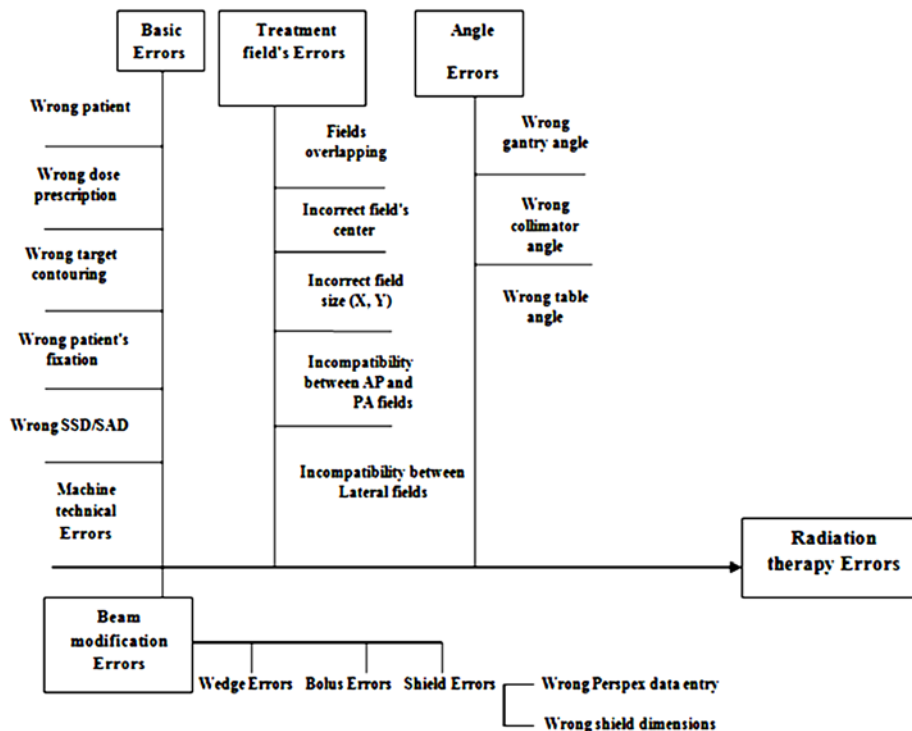 Basic
Errors
Wrong patient
Wrong dose
prescription
Wrong target
contouring
Wrong patient's
fixation
Wrong SSD/SAD
Machine
technical
Errors
Treatment
field's Errors
Fields
overlapping
Incorrect field's
center
Incorrect field
size (X, Y)
Incompatibility
between AP and
PA fields
Incompatibility between
Lateral fields
Angle
Errors
Wrong
gantry angle
Wrong
collimator
angle
Wrong table
angle
Radiation
therapy Errors
Beam
modification
Errors
Wedge Errors
Bolus Errors
Shield Errors
Wrong Perspex data entry
Wrong shield dimensions